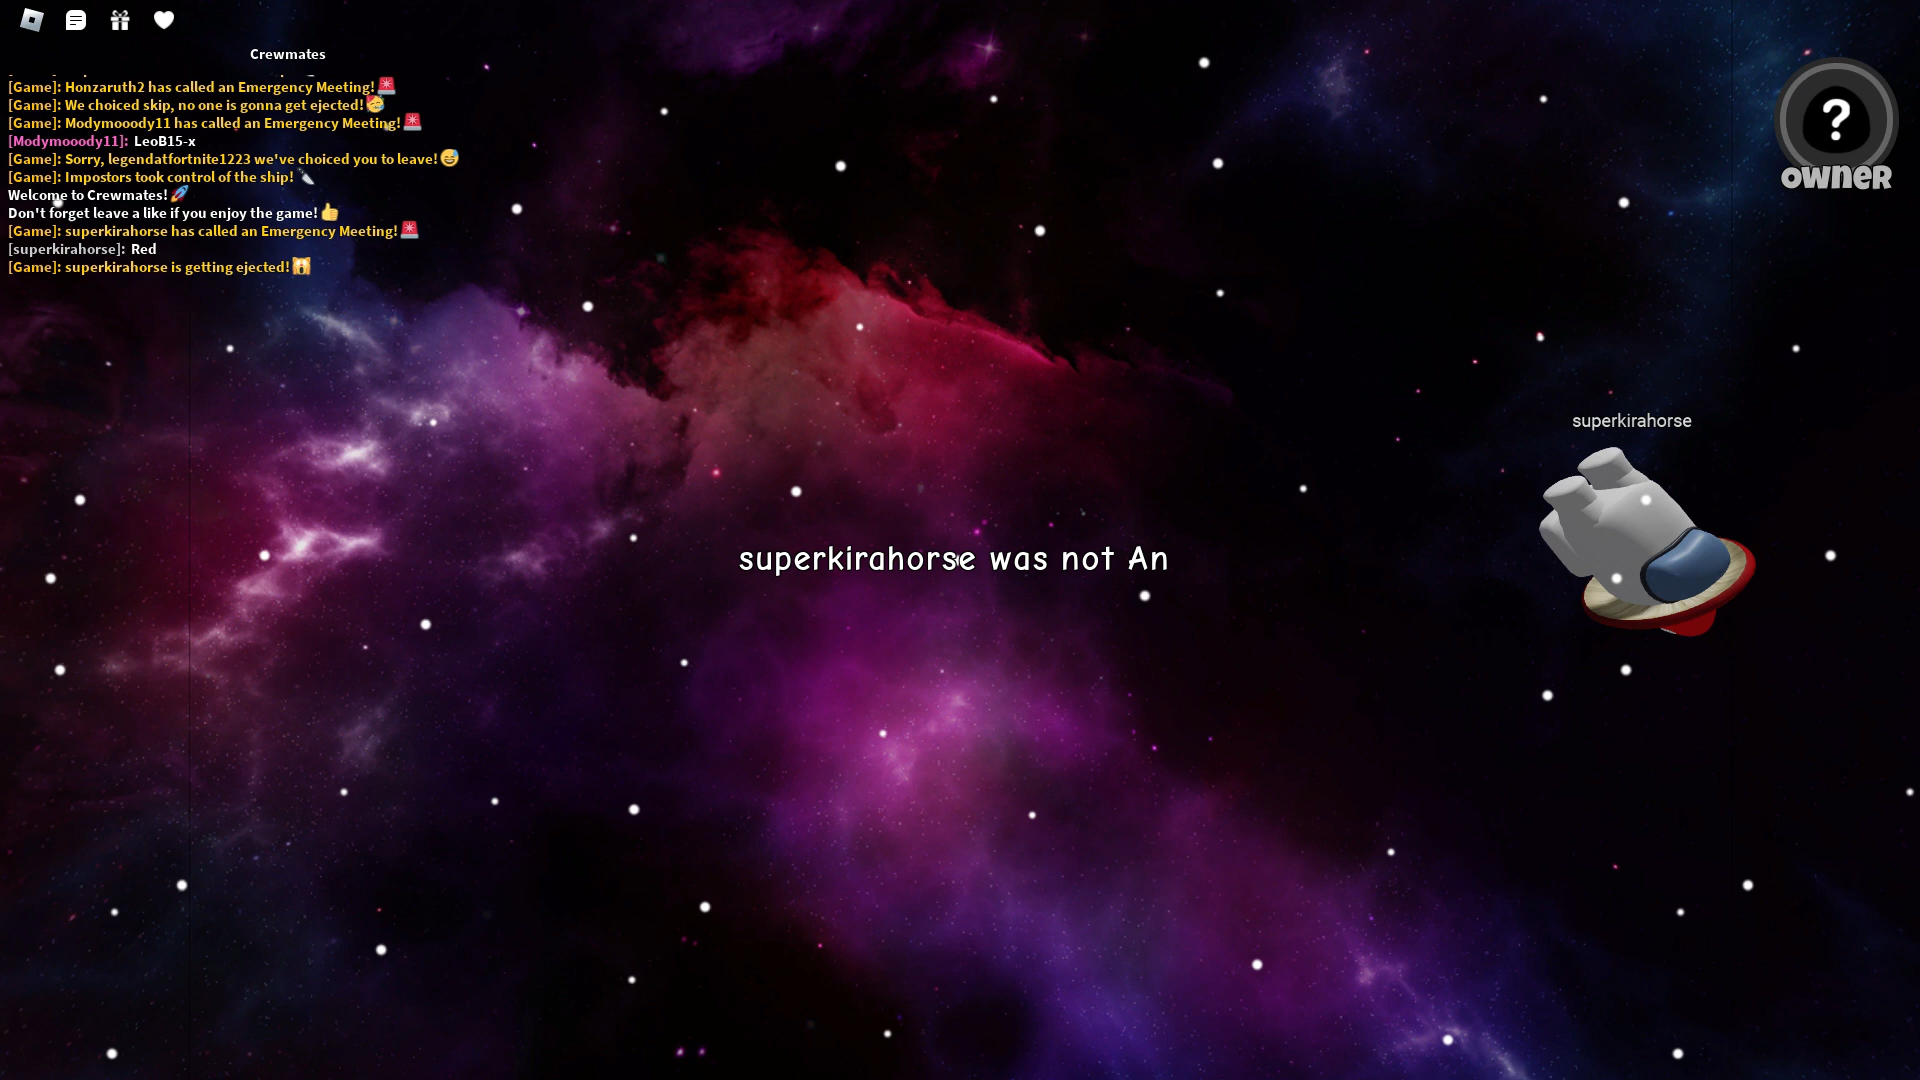 Crewmates
[Game]: Honzaruth2 has called an Emergency Meeting!🚨
[Game]: We choiced skip, no one is gonna get ejected!🥳
[Game]: Modymooody11 has called an Emergency Meeting!🚨
[Modymooody11]: LeoB15-x
[Game]: Sorry, legendatfortnite1223 we've choiced you to leave!😅
[Game]: Impostors took control of the ship!🔪
Welcome to Crewmates!🚀
Don't forget leave a like if you enjoy the game!👍
[Game]: superkirahorse has called an Emergency Meeting!🚨
[superkirahorse]: Red
[Game]: superkirahorse is getting ejected!🙀
?
OWNER
superkirahorse
superkirahorse was not An